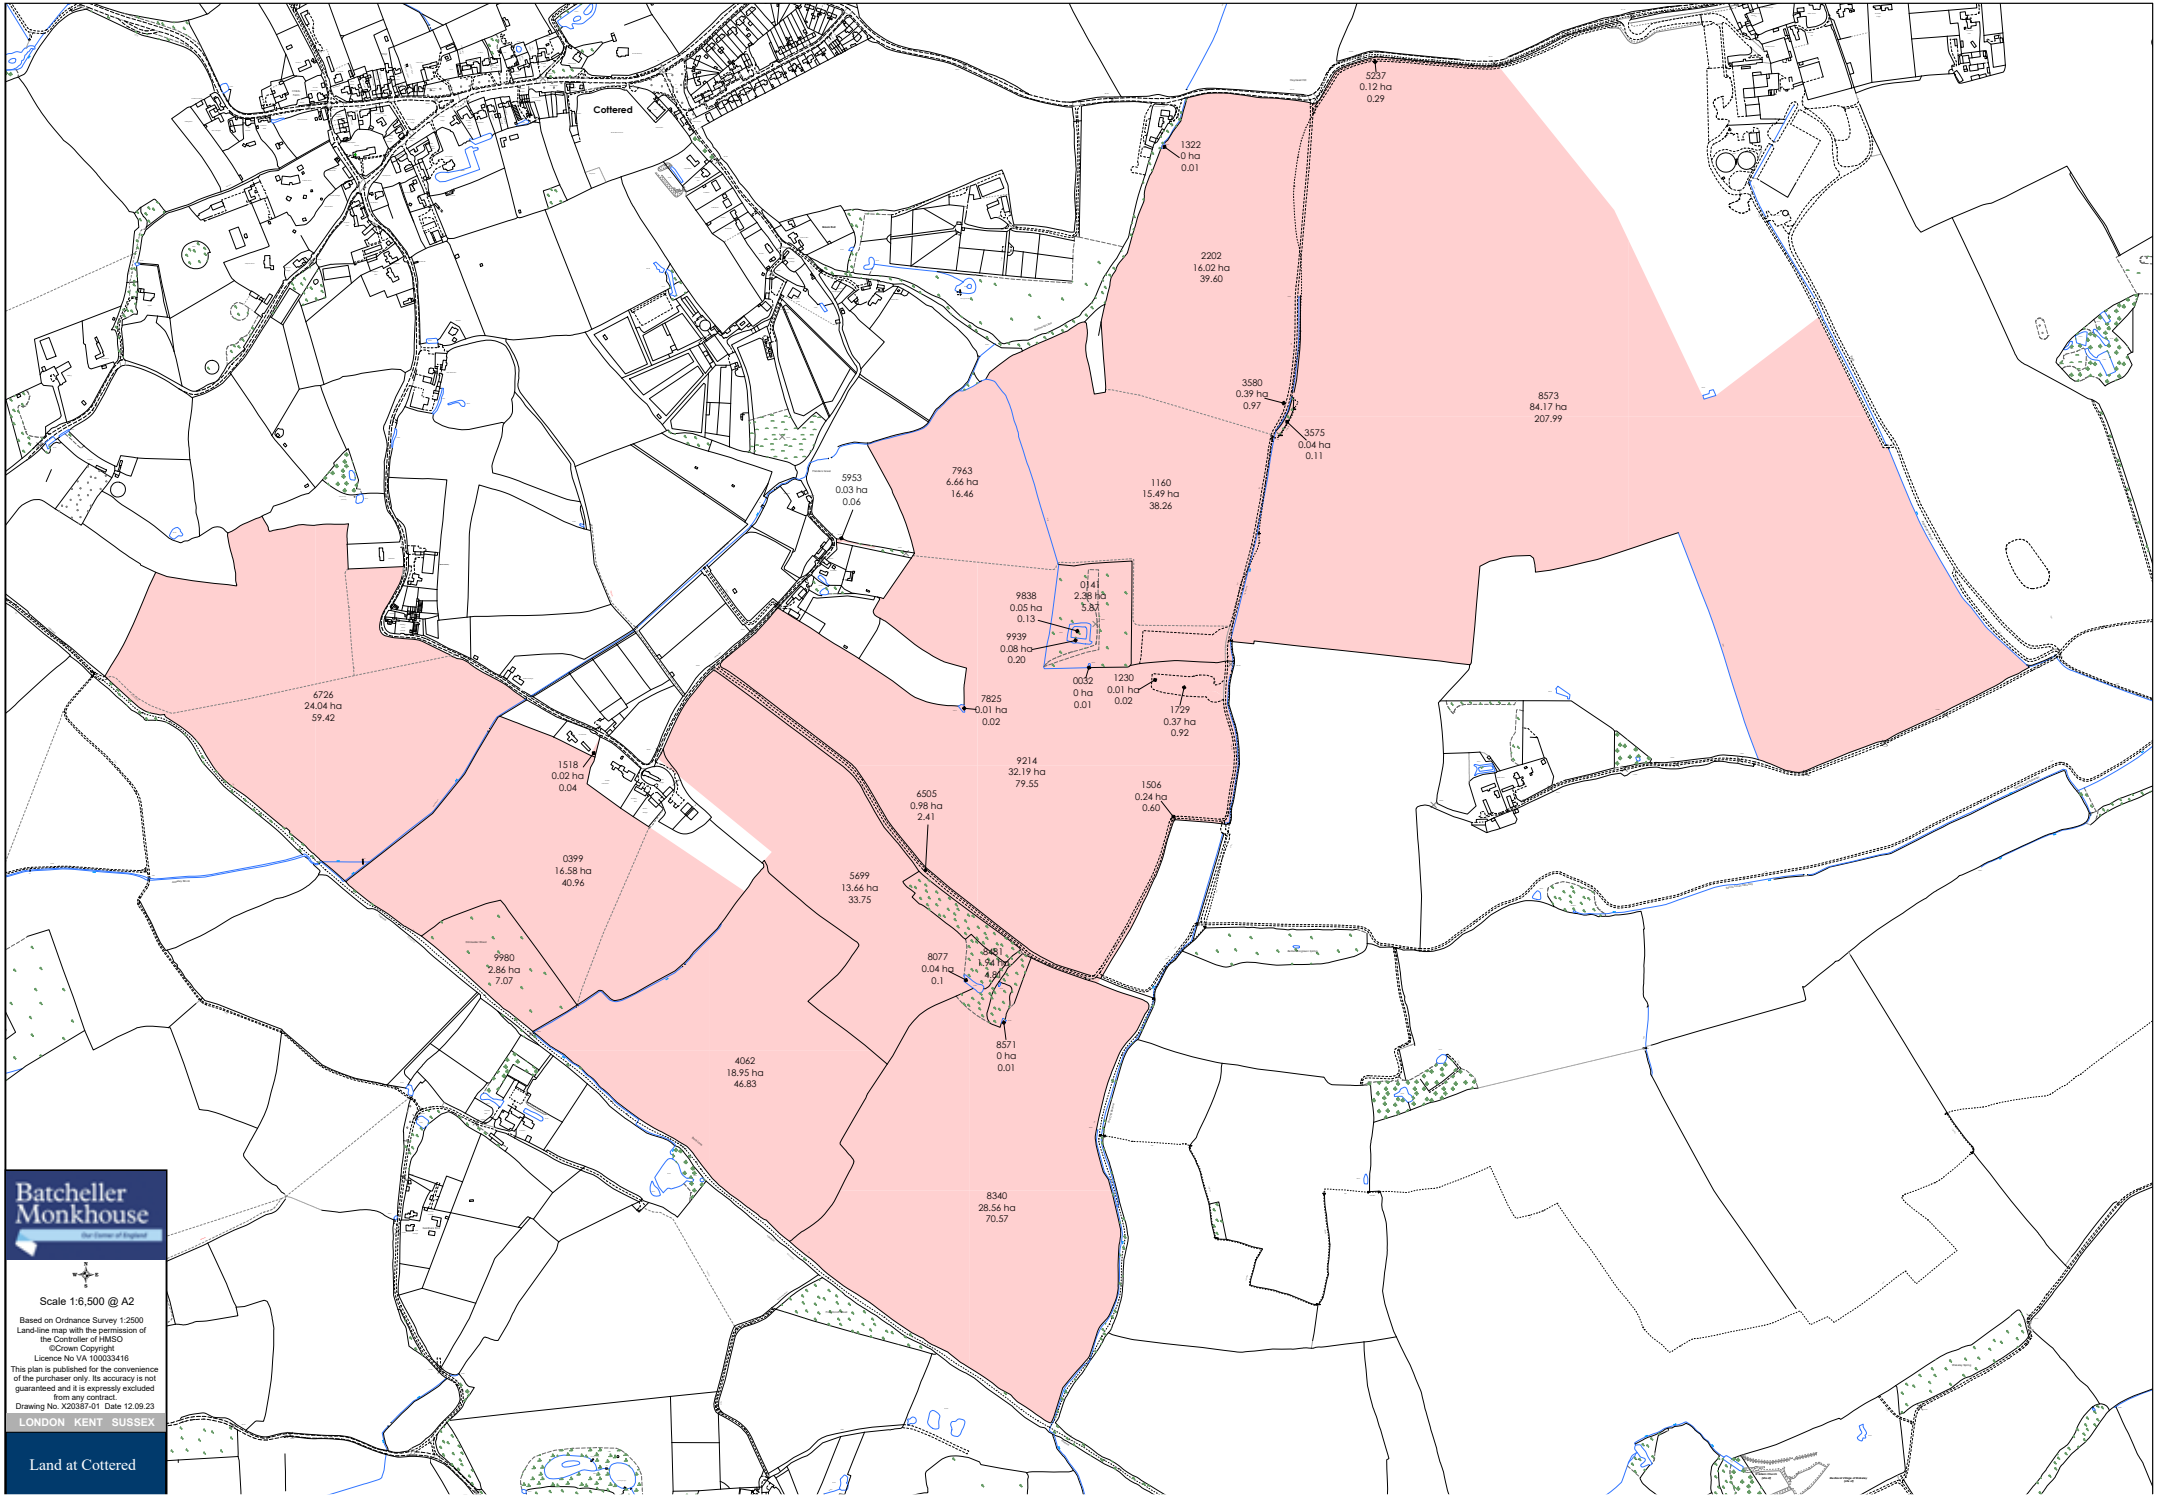 Cottered
5237
0.12 ha
0.29
1322
0 ha
0.01
2202
16.02 ha
39.60
3580
0.39 ha
0.97
3575
0.04 ha
0.11
8573
84.17 ha
207.99
5953
0.03 ha
0.06
7963
6.66 ha
16.46
1160
15.49 ha
38.26
9838
0.05 ha
0.13
0141
2.38 ha
5.87
9939
0.08 ha
0.20
0032
0 ha
0.01
1230
0.01 ha
0.02
1729
0.37 ha
0.92
7825
0.01 ha
0.02
6726
24.04 ha
59.42
1518
0.02 ha
0.04
9214
32.19 ha
79.55
1506
0.24 ha
0.60
6505
0.98 ha
2.41
0399
16.58 ha
40.96
5699
13.66 ha
33.75
9980
2.86 ha
7.07
8077
0.04 ha
0.1
8481
1.94 ha
8571
0 ha
0.01
4062
18.95 ha
46.83
8340
28.56 ha
70.57
Batcheller
Monkhouse
Our Corner of England
N
W E
S
Scale 1:6,500 @ A2
Based on Ordnance Survey 1:2500
Land-line map with the permission of
the Controller of HMSO
©Crown Copyright
Licence No VA 100033416
This plan is published for the convenience
of the purchaser only. Its accuracy is not
guaranteed and it is expressly excluded
from any contract.
Drawing No. X20387-01 Date 12.09.23
LONDON KENT SUSSEX
Land at Cottered